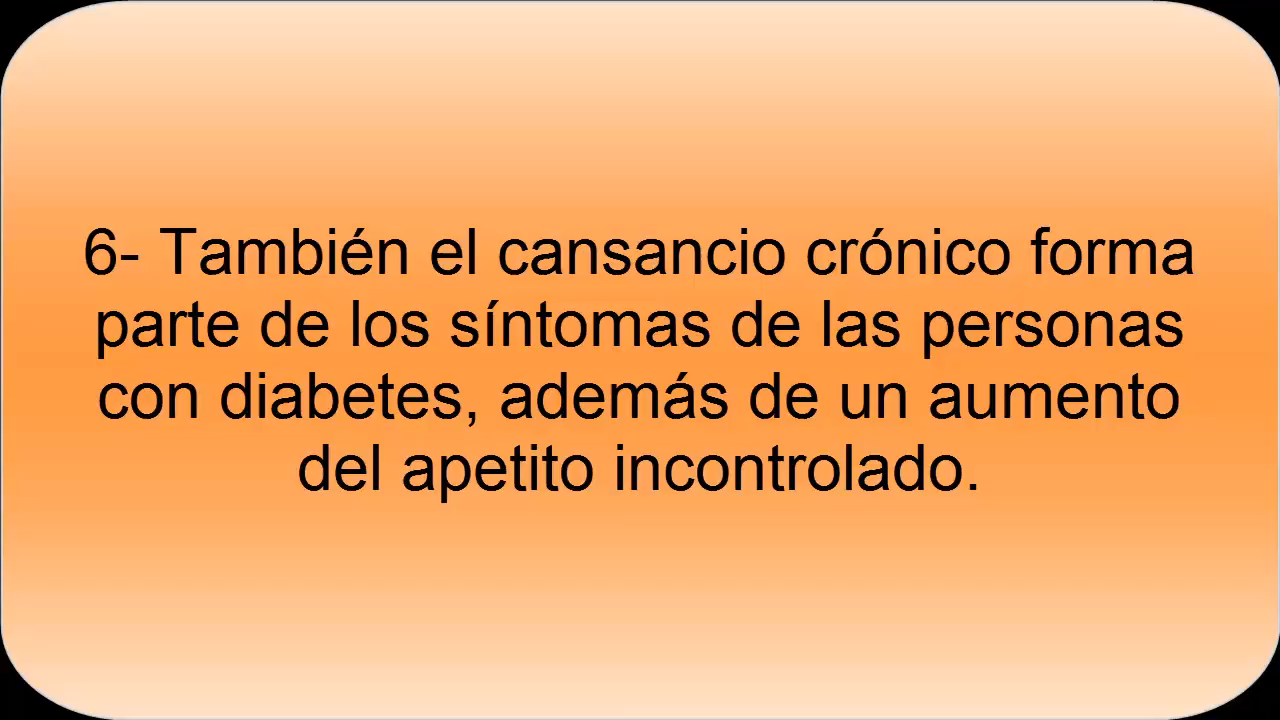 6- También el cansancio crónico forma
parte de los síntomas de las personas
con diabetes, además de un aumento
del apetito incontrolado.